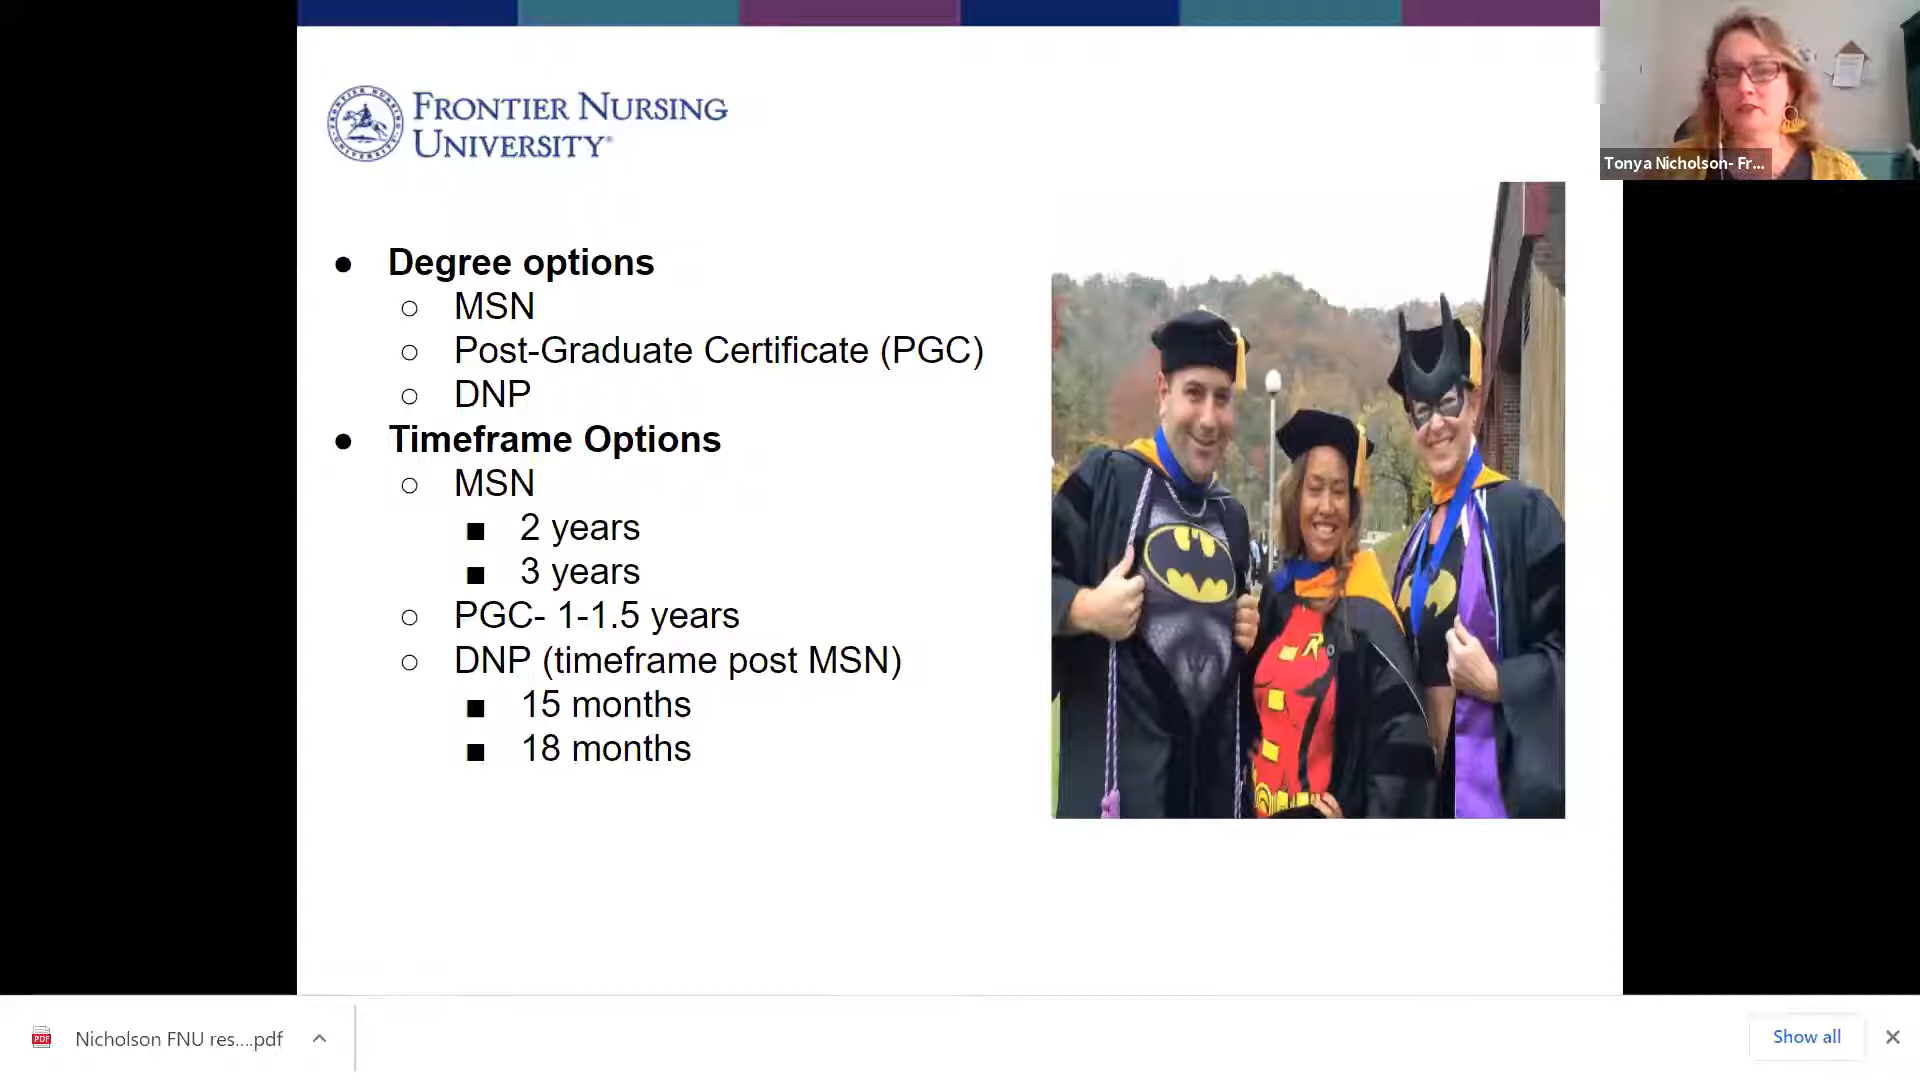 FRONTIER NURSING
UNIVERSITY
Tonya Nicholson- Fr...
● Degree options
○ MSN
○ Post-Graduate Certificate (PGC)
○ DNP
● Timeframe Options
○ MSN
■ 2 years
■ 3 years
○ PGC- 1-1.5 years
○ DNP (timeframe post MSN)
■ 15 months
■ 18 months
PDF
Nicholson FNU res....pdf
Show all